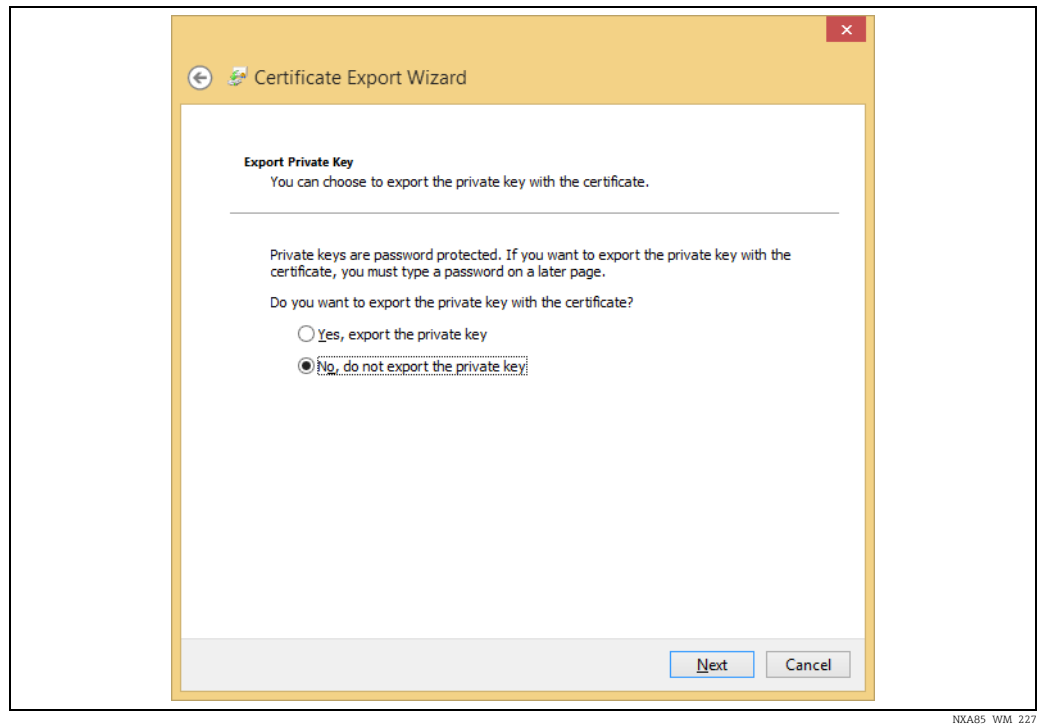 Certificate Export Wizard
Export Private Key
You can choose to export the private key with the certificate.
Private keys are password protected. If you want to export the private key with the
certificate, you must type a password on a later page.
Do you want to export the private key with the certificate?
Yes, export the private key
No, do not export the private key
Next
Cancel
NXA85_WM_227